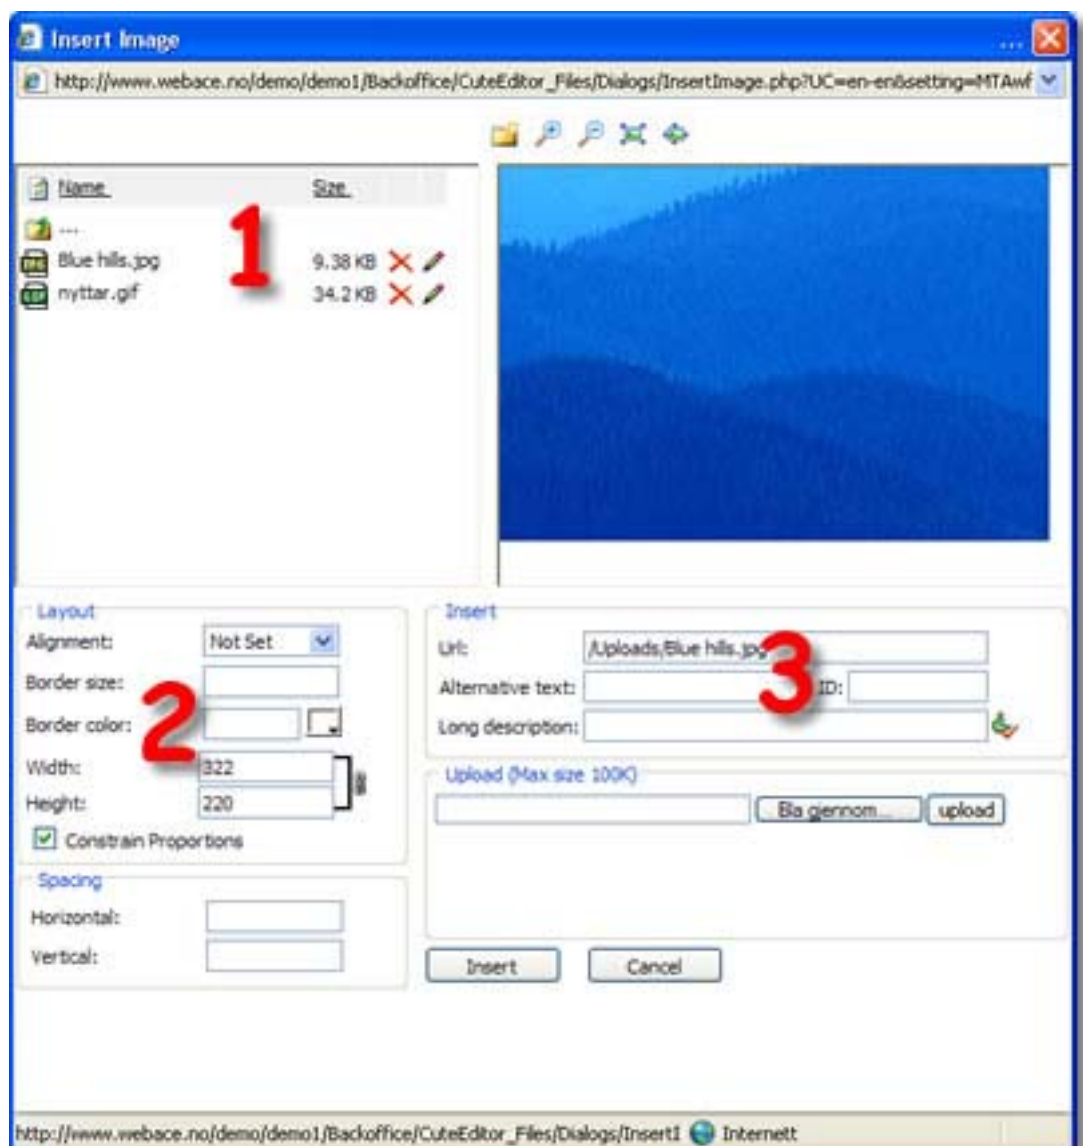 Insert Image ...
http://www.webace.no/demo/demo1/Backoffice/CuteEditor_Files/Dialogs/InsertImage.php?UC=en-en&setting=MTAwf
Name Size
...
Blue hills.jpg 9.38 KB
nyttar.gif 34.2 KB
1
Layout
Alignment: Not Set
Border size:
Border color:
2
Width: 322
Height: 220
Constrain Proportions
Spacing
Horizontal:
Vertical:
Insert
Url: /Uploads/Blue hills.jpg
3
Alternative text: ID:
Long description:
Upload (Max size 100K)
Bla gjennom... upload
Insert Cancel
http://www.webace.no/demo/demo1/Backoffice/CuteEditor_Files/Dialogs/InsertI Internett